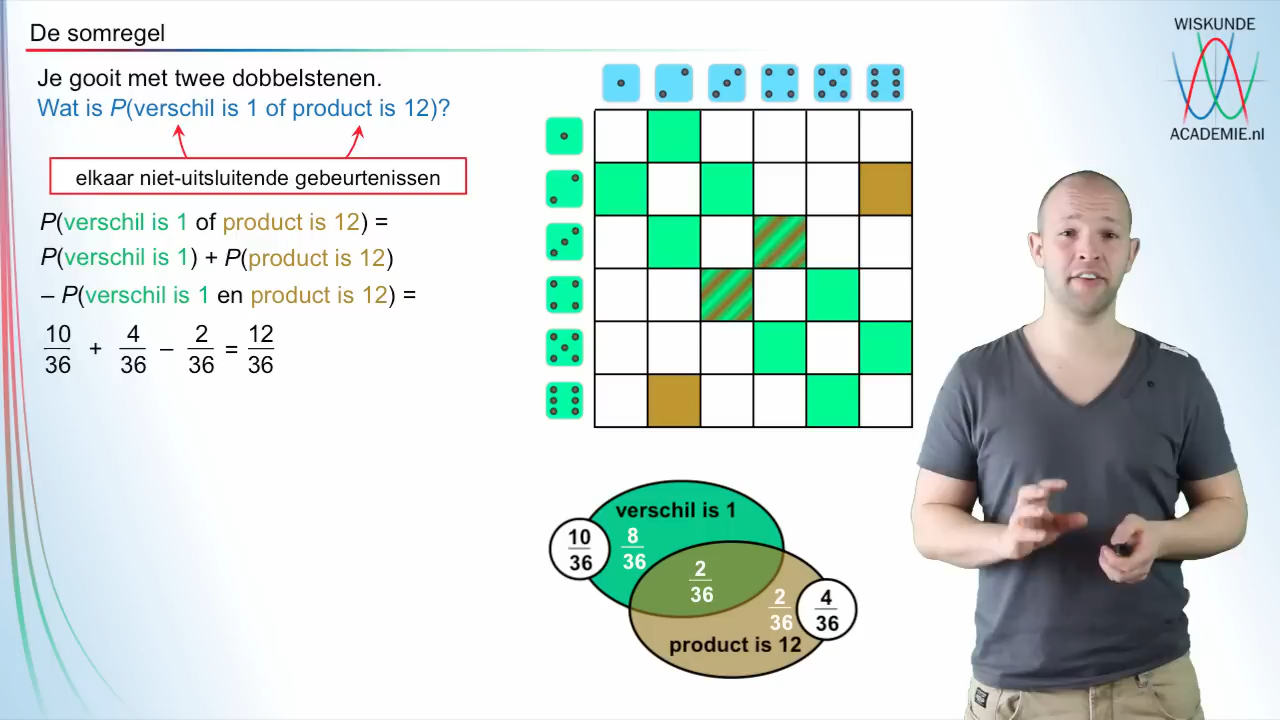 De somregel
WISKUNDE
ACADEMIE.nl
Je gooit met twee dobbelstenen.
Wat is P(verschil is 1 of product is 12)?
elkaar niet-uitsluitende gebeurtenissen
P(verschil is 1 of product is 12) =
P(verschil is 1) + P(product is 12)
– P(verschil is 1 en product is 12) =
10/36 + 4/36 – 2/36 = 12/36
verschil is 1
10/36
8/36
2/36
2/36
4/36
product is 12